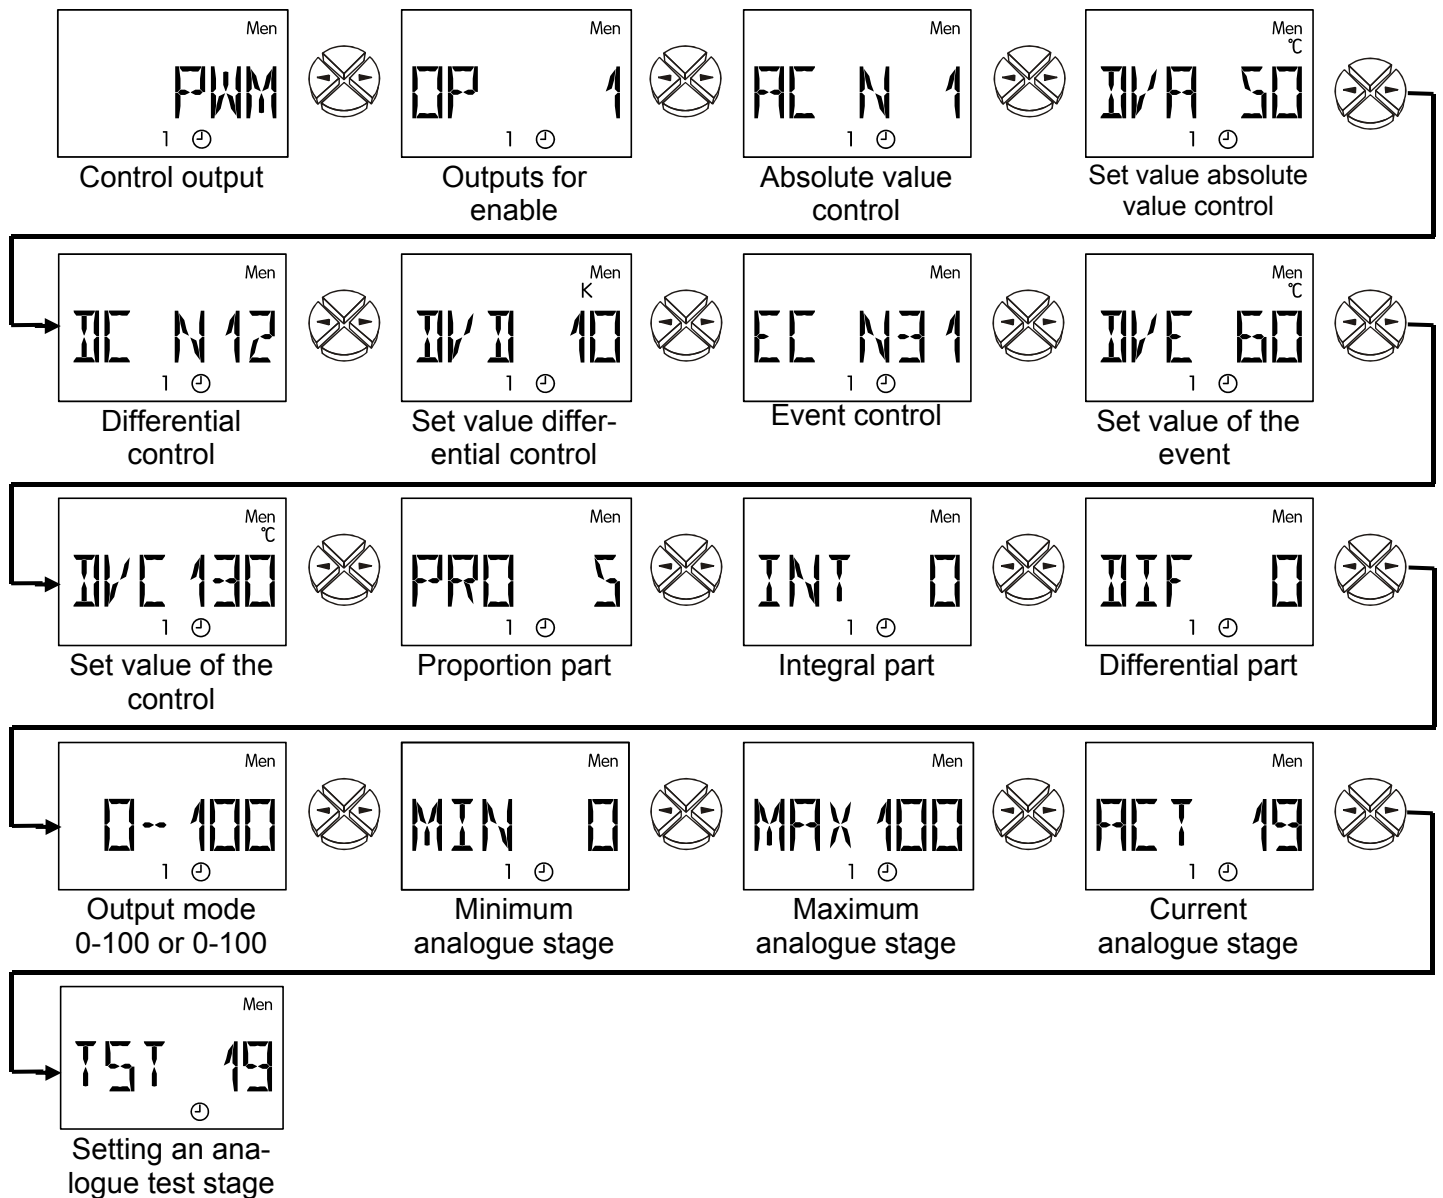 Men
PWM
1
Control output
Men
OP 1
1
Outputs for
enable
Men
AC N 1
1
Absolute value
control
Men
°C
DVA 50
1
Set value absolute
value control
Men
DC N12
1
Differential
control
Men
K
DVD 10
1
Set value differ-
ential control
Men
EC N31
1
Event control
Men
°C
DVE 60
1
Set value of the
event
Men
°C
DVC130
1
Set value of the
control
Men
PRO 5
1
Proportion part
Men
INT 0
1
Integral part
Men
DIF 0
1
Differential part
Men
0-100
1
Output mode
0-100 or 0-100
Men
MIN 0
1
Minimum
analogue stage
Men
MAX100
1
Maximum
analogue stage
Men
ACT 19
1
Current
analogue stage
Men
TST 19
Setting an ana-
logue test stage